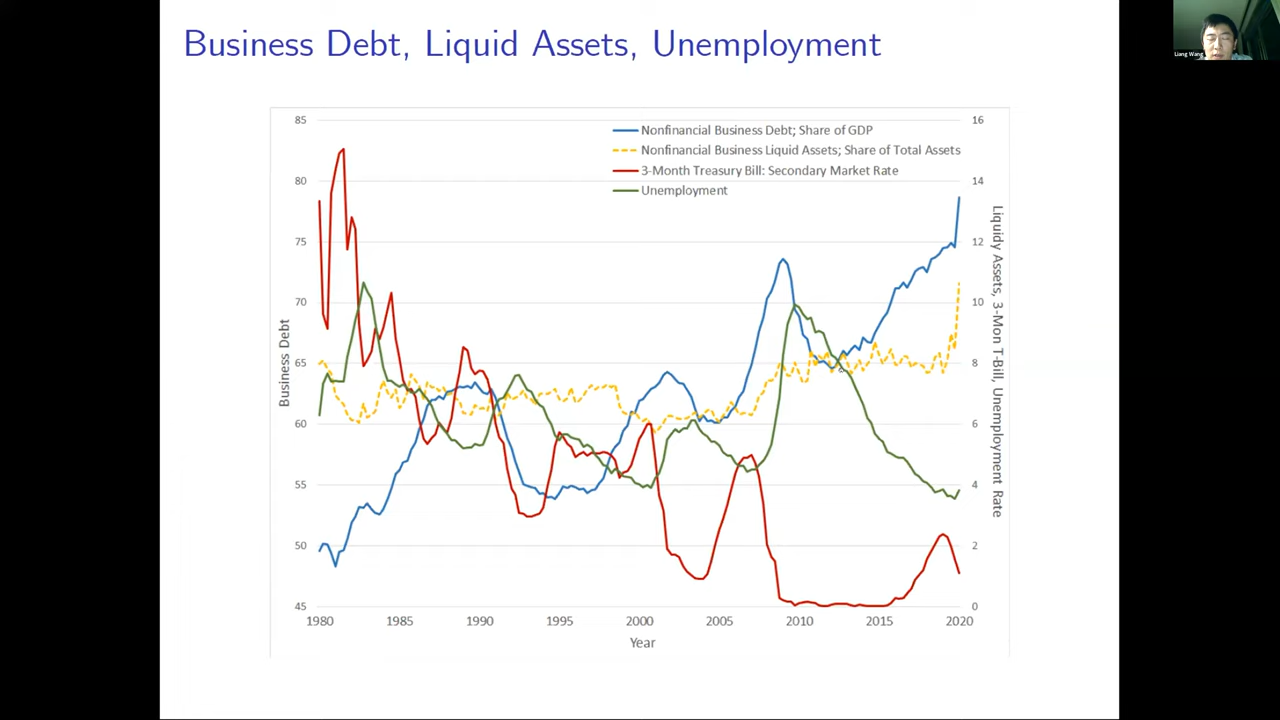 Business Debt, Liquid Assets, Unemployment
Liang Wang
85
80
75
70
65
60
55
50
45
Business Debt
Nonfinancial Business Debt; Share of GDP
Nonfinancial Business Liquid Assets; Share of Total Assets
3-Month Treasury Bill: Secondary Market Rate
Unemployment
16
14
12
10
8
6
4
2
0
Liquidy Assets, 3-Mon T-Bill, Unemployment Rate
1980 1985 1990 1995 2000 2005 2010 2015 2020
Year